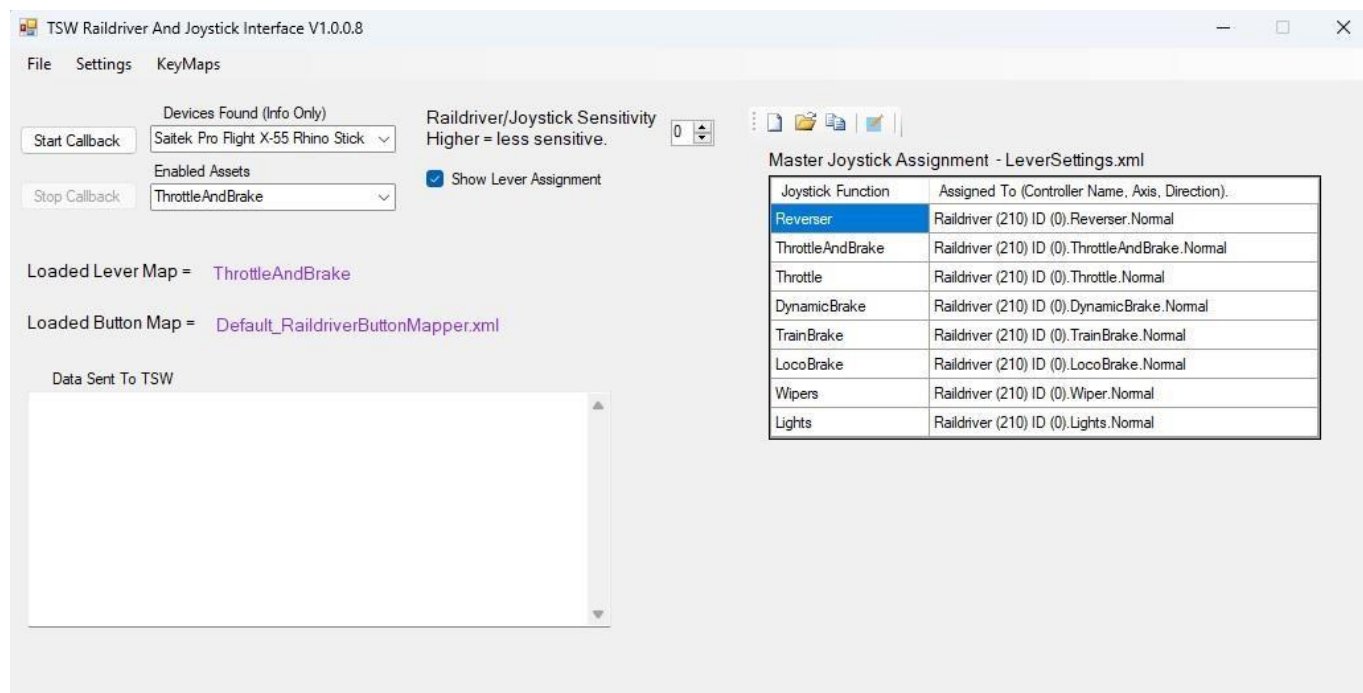 TSW Raildriver And Joystick Interface V1.0.0.8
File Settings KeyMaps
Devices Found (Info Only)
Start Callback
Saitek Pro Flight X-55 Rhino Stick
Enabled Assets
Stop Callback
ThrottleAndBrake
Raildriver/Joystick Sensitivity
Higher = less sensitive.
0
Show Lever Assignment
Loaded Lever Map = ThrottleAndBrake
Loaded Button Map = Default_RaildriverButtonMapper.xml
Data Sent To TSW
Master Joystick Assignment - LeverSettings.xml
Joystick Function Assigned To (Controller Name, Axis, Direction).
Reverser Raildriver (210) ID (0).Reverser.Normal
ThrottleAndBrake Raildriver (210) ID (0).ThrottleAndBrake.Normal
Throttle Raildriver (210) ID (0).Throttle.Normal
DynamicBrake Raildriver (210) ID (0).DynamicBrake.Normal
TrainBrake Raildriver (210) ID (0).TrainBrake.Normal
LocoBrake Raildriver (210) ID (0).LocoBrake.Normal
Wipers Raildriver (210) ID (0).Wiper.Normal
Lights Raildriver (210) ID (0).Lights.Normal